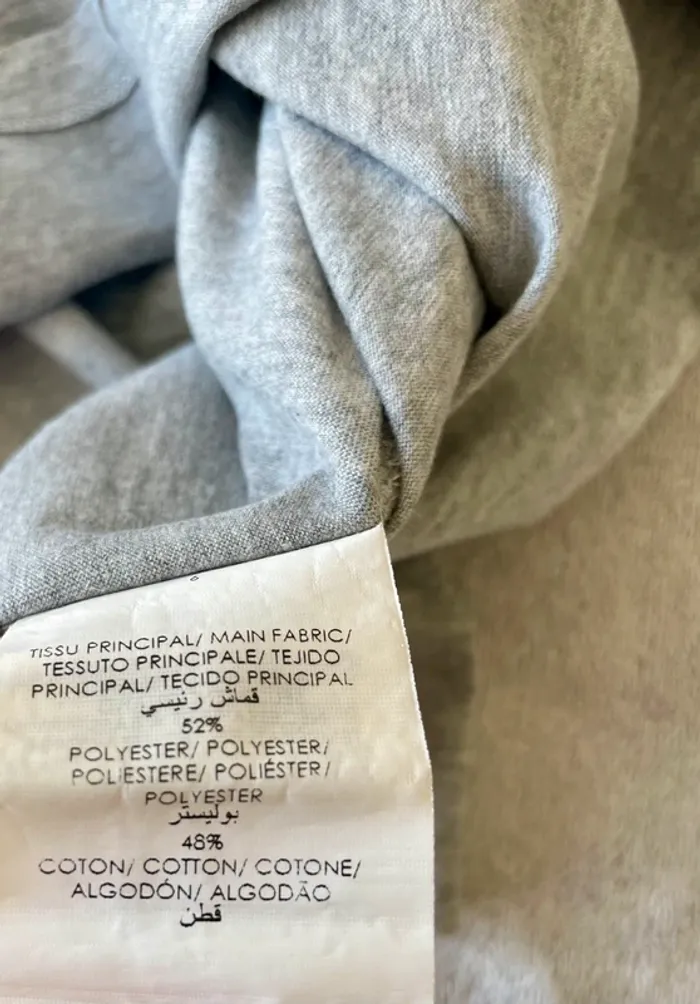 TISSU PRINCIPAL/ MAIN FABRIC/
TESSUTO PRINCIPALE/ TEJIDO
PRINCIPAL/ TECIDO PRINCIPAL
قماش رئيسي
52%
POLYESTER/ POLYESTER/
POLIESTERE/ POLIÉSTER/
POLYESTER
بوليستر
48%
COTON/ COTTON/ COTONE/
ALGODÓN/ ALGODÃO
قطن